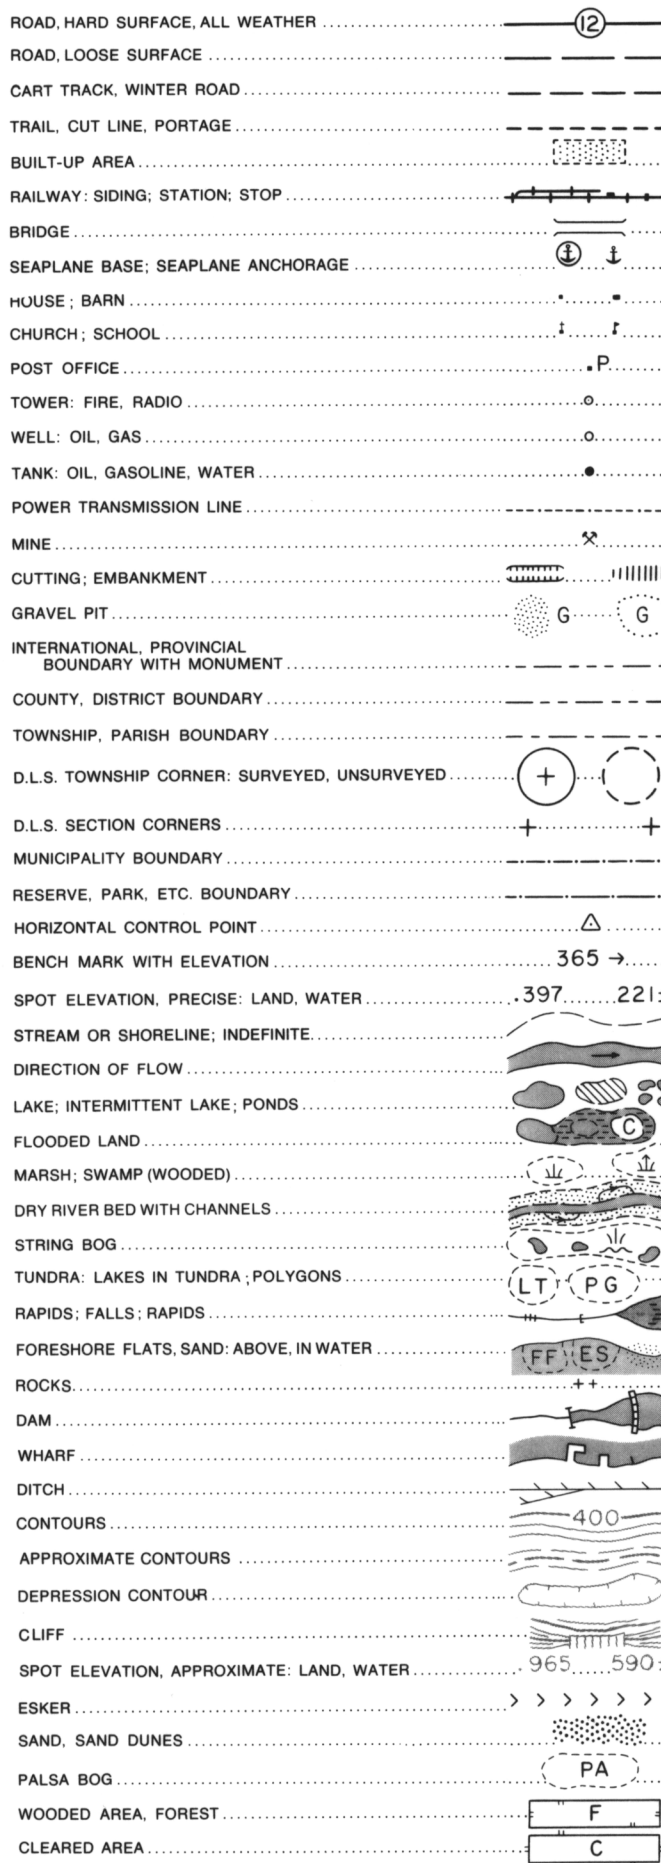 ROAD, HARD SURFACE, ALL WEATHER 12
ROAD, LOOSE SURFACE
CART TRACK, WINTER ROAD
TRAIL, CUT LINE, PORTAGE
BUILT-UP AREA
RAILWAY: SIDING; STATION; STOP
BRIDGE
SEAPLANE BASE; SEAPLANE ANCHORAGE
HOUSE; BARN
CHURCH; SCHOOL
POST OFFICE P
TOWER: FIRE, RADIO
WELL: OIL, GAS
TANK: OIL, GASOLINE, WATER
POWER TRANSMISSION LINE
MINE
CUTTING; EMBANKMENT
GRAVEL PIT G G
INTERNATIONAL, PROVINCIAL
BOUNDARY WITH MONUMENT
COUNTY, DISTRICT BOUNDARY
TOWNSHIP, PARISH BOUNDARY
D.L.S. TOWNSHIP CORNER: SURVEYED, UNSURVEYED
D.L.S. SECTION CORNERS
MUNICIPALITY BOUNDARY
RESERVE, PARK, ETC. BOUNDARY
HORIZONTAL CONTROL POINT
BENCH MARK WITH ELEVATION 365 →
SPOT ELEVATION, PRECISE: LAND, WATER .397 221±
STREAM OR SHORELINE; INDEFINITE
DIRECTION OF FLOW
LAKE; INTERMITTENT LAKE; PONDS
FLOODED LAND C
MARSH; SWAMP (WOODED)
DRY RIVER BED WITH CHANNELS
STRING BOG
TUNDRA: LAKES IN TUNDRA; POLYGONS LT PG
RAPIDS; FALLS; RAPIDS
FORESHORE FLATS, SAND: ABOVE, IN WATER FF ES
ROCKS ++
DAM
WHARF
DITCH
CONTOURS 400
APPROXIMATE CONTOURS
DEPRESSION CONTOUR
CLIFF
SPOT ELEVATION, APPROXIMATE: LAND, WATER .965 590±
ESKER
SAND, SAND DUNES
PALSA BOG PA
WOODED AREA, FOREST F
CLEARED AREA C